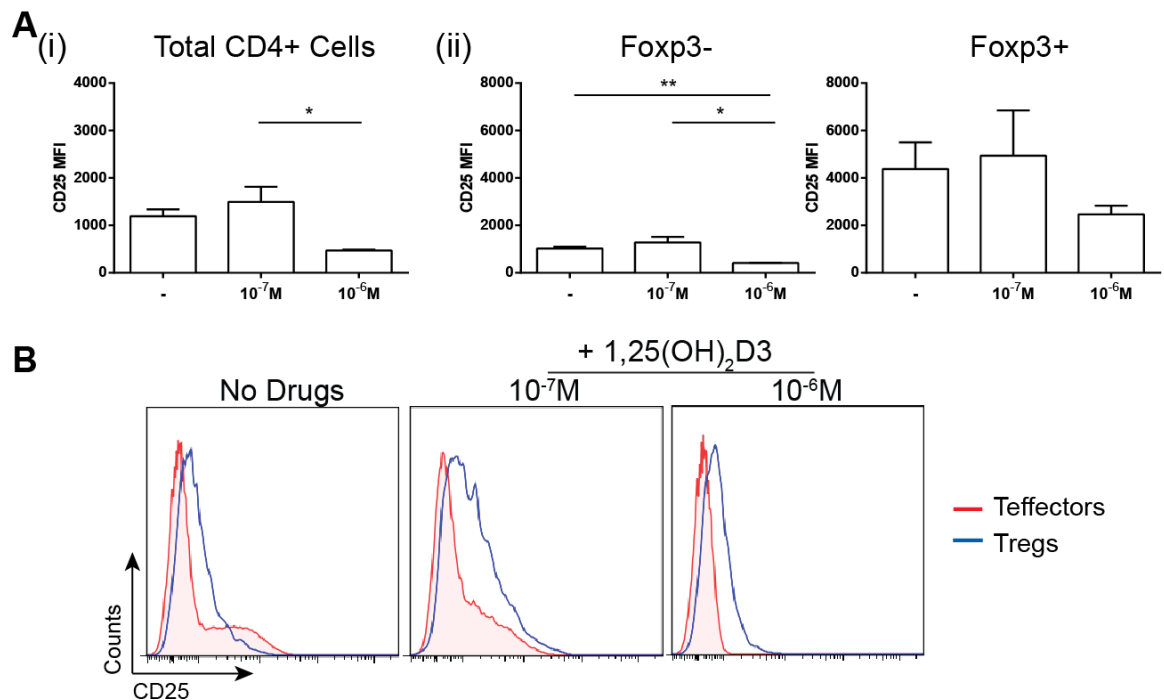 A
(i) Total CD4+ Cells
CD25 MFI
4000
3000
2000
1000
0
- 10⁻⁷M 10⁻⁶M
*
(ii) Foxp3-
CD25 MFI
8000
6000
4000
2000
0
- 10⁻⁷M 10⁻⁶M
**
*
Foxp3+
CD25 MFI
8000
6000
4000
2000
0
- 10⁻⁷M 10⁻⁶M
B
+ 1,25(OH)₂D3
No Drugs 10⁻⁷M 10⁻⁶M
Counts
CD25
Teffectors
Tregs